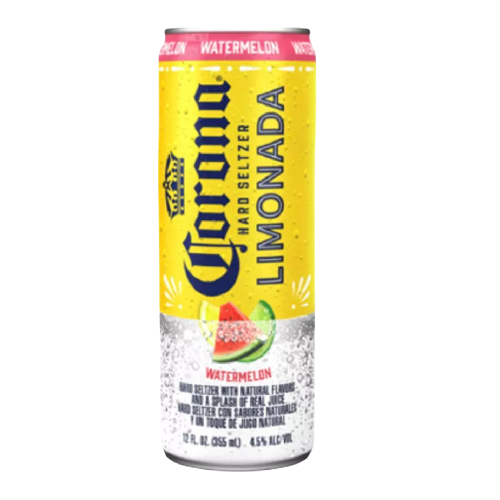 WATERMELON
Corona
HARD SELTZER
LIMONADA
WATERMELON
HARD SELTZER WITH NATURAL FLAVORS
AND A SPLASH OF REAL JUICE
HARD SELTZER CON SABORES NATURALES
Y UN TOQUE DE JUGO NATURAL
12 FL. OZ. (355 mL) 4.5% ALC/VOL